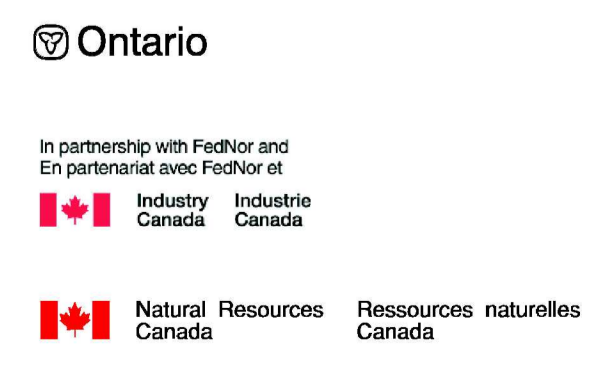 Ontario
In partnership with FedNor and
En partenariat avec FedNor et
Industry Industrie
Canada Canada
Natural Resources Ressources naturelles
Canada Canada